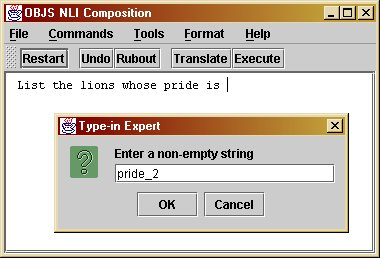 OBJS NLI Composition
File Commands Tools Format Help
Restart Undo Rubout Translate Execute
List the lions whose pride is
Type-in Expert
Enter a non-empty string
pride_2
OK Cancel